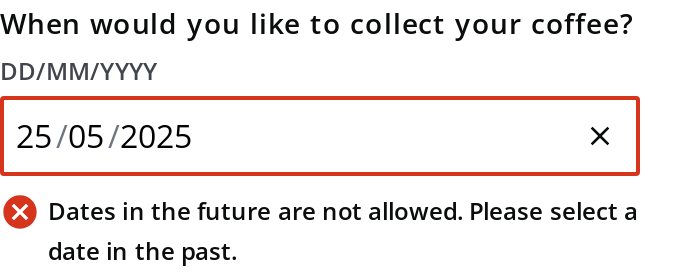 When would you like to collect your coffee?
DD/MM/YYYY
25/05/2025
Dates in the future are not allowed. Please select a
date in the past.